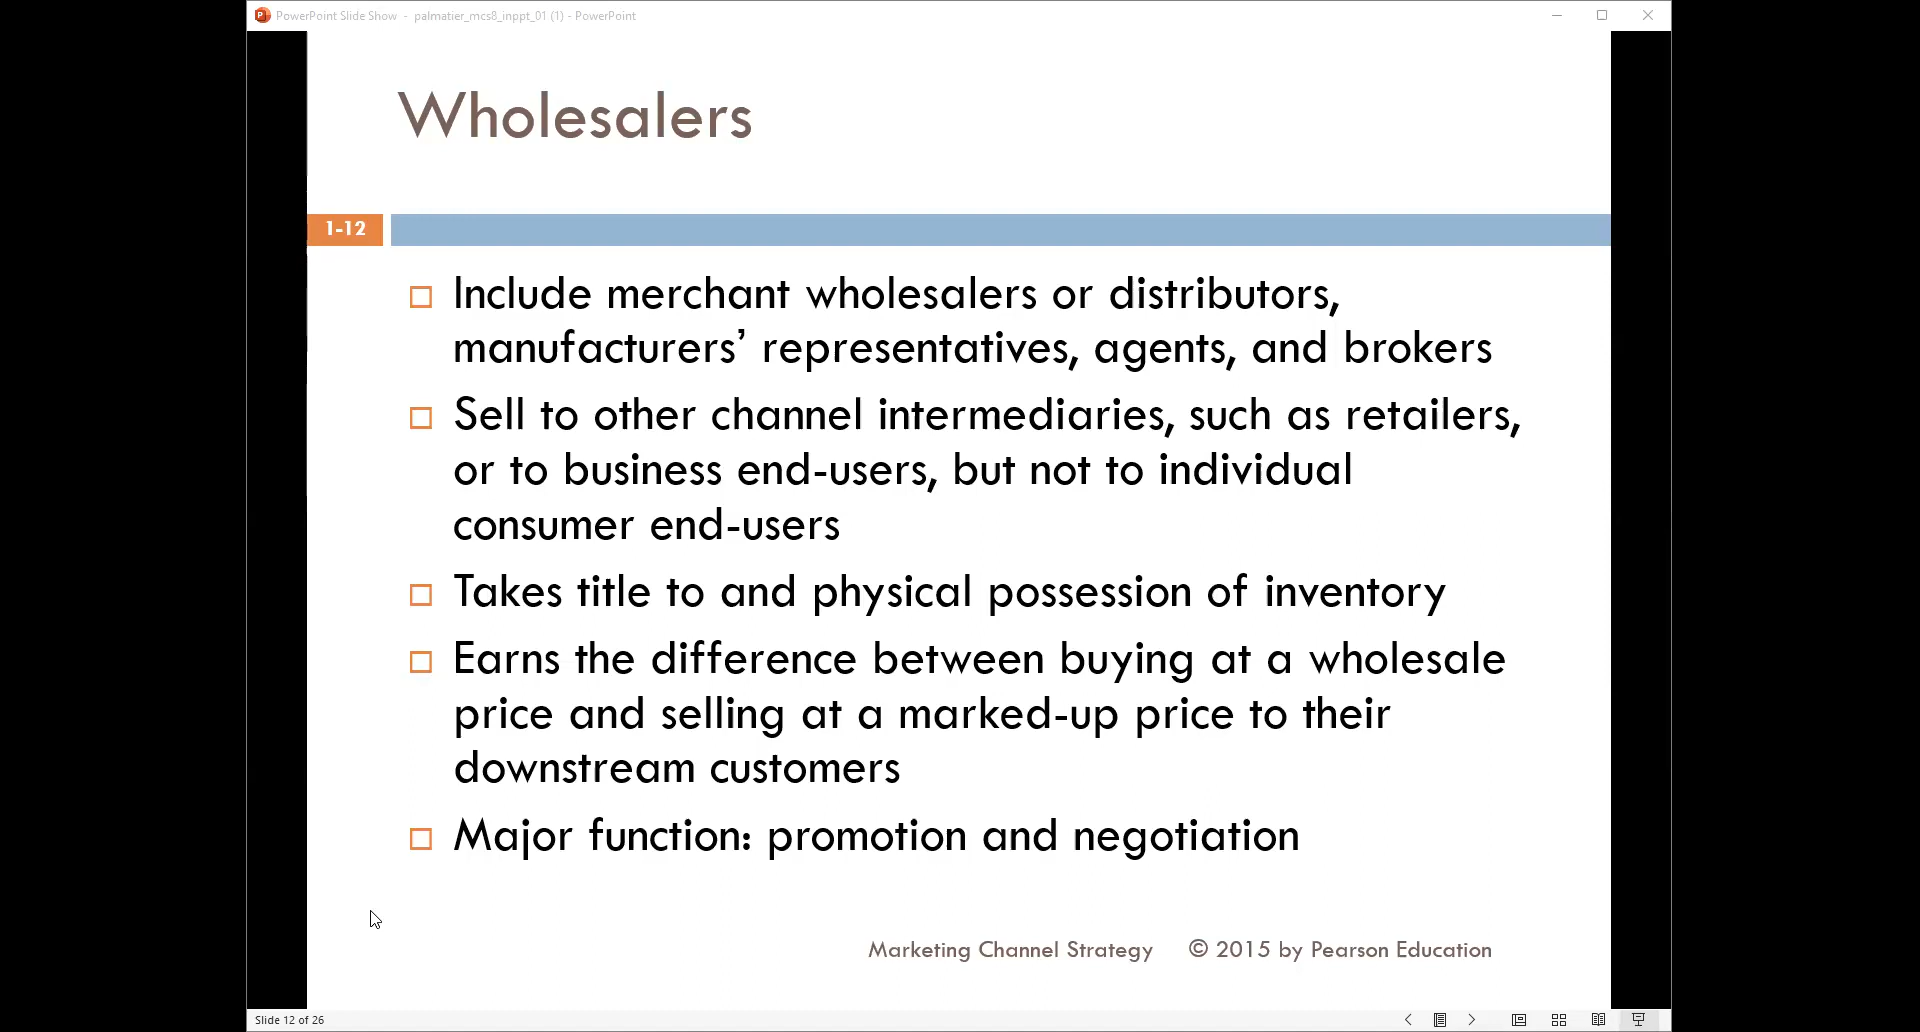 PowerPoint Slide Show - palmatier_mcs8_inppt_01 (1) - PowerPoint
Wholesalers
1-12
Include merchant wholesalers or distributors,
manufacturers’ representatives, agents, and brokers
Sell to other channel intermediaries, such as retailers,
or to business end-users, but not to individual
consumer end-users
Takes title to and physical possession of inventory
Earns the difference between buying at a wholesale
price and selling at a marked-up price to their
downstream customers
Major function: promotion and negotiation
Marketing Channel Strategy © 2015 by Pearson Education
Slide 12 of 26